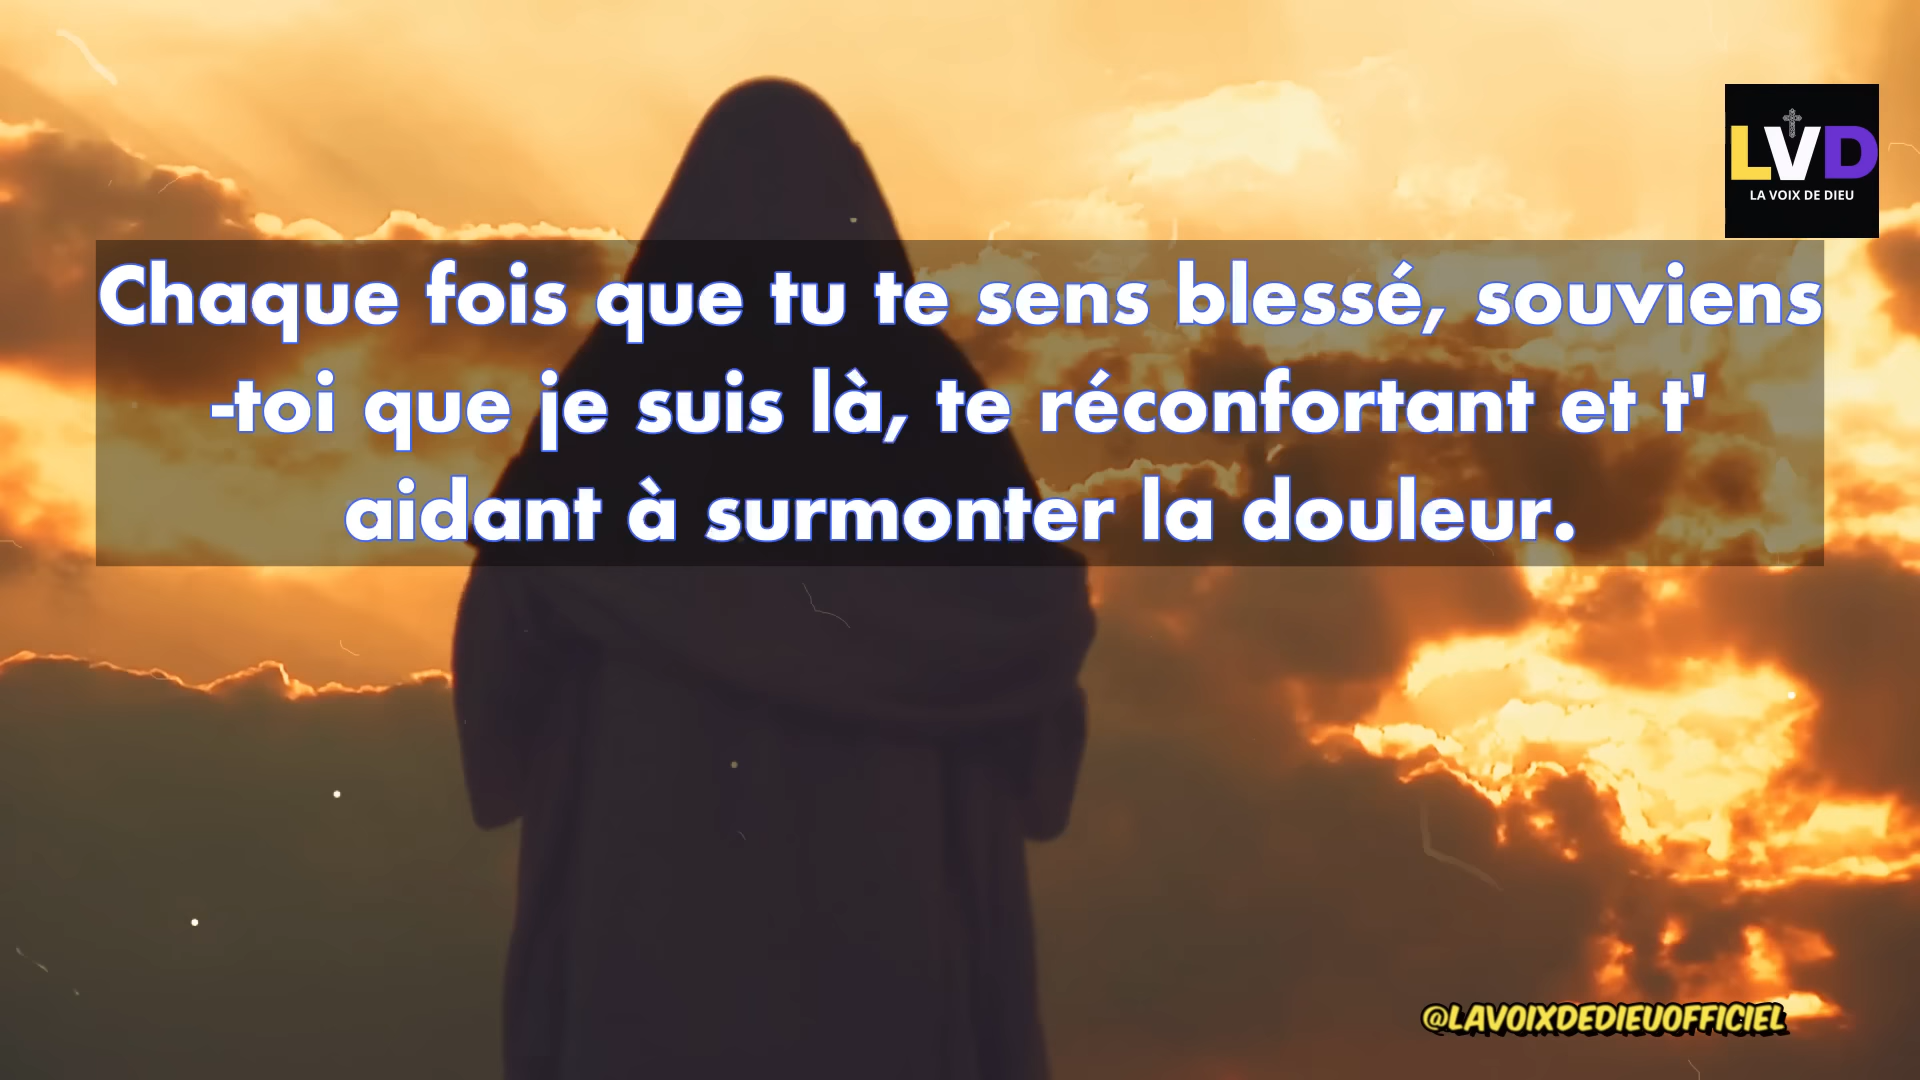 LVD
LA VOIX DE DIEU
Chaque fois que tu te sens blessé, souviens
-toi que je suis là, te réconfortant et t'
aidant à surmonter la douleur.
@LAVOIXDEDIEUOFFICIEL